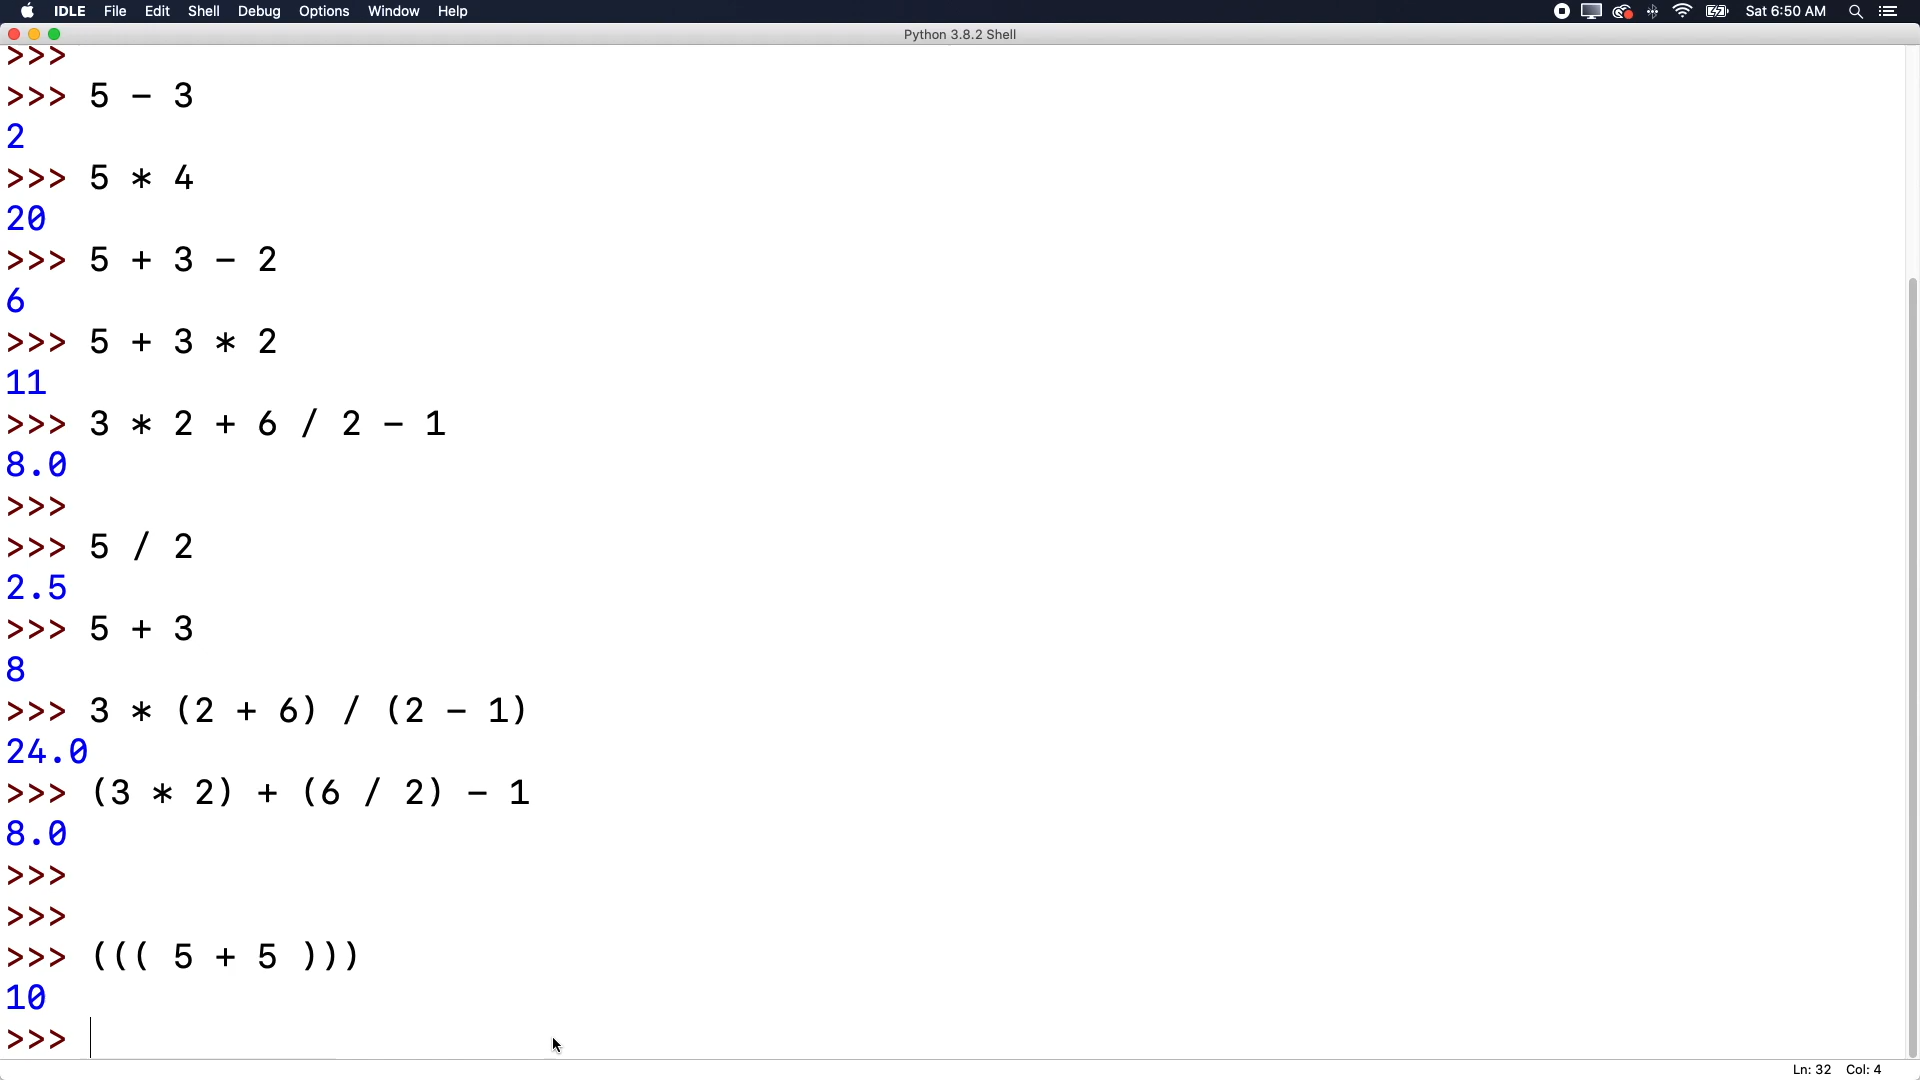 IDLE File Edit Shell Debug Options Window Help Sat 6:50 AM
Python 3.8.2 Shell
>>>
>>> 5 - 3
2
>>> 5 * 4
20
>>> 5 + 3 - 2
6
>>> 5 + 3 * 2
11
>>> 3 * 2 + 6 / 2 - 1
8.0
>>>
>>> 5 / 2
2.5
>>> 5 + 3
8
>>> 3 * (2 + 6) / (2 - 1)
24.0
>>> (3 * 2) + (6 / 2) - 1
8.0
>>>
>>>
>>> ((( 5 + 5 )))
10
>>>
Ln: 32 Col: 4